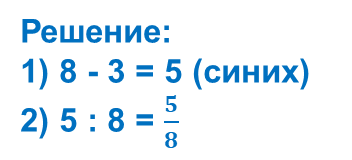 Решение:
1) 8 - 3 = 5 (синих)
2) 5 : 8 = 5/8